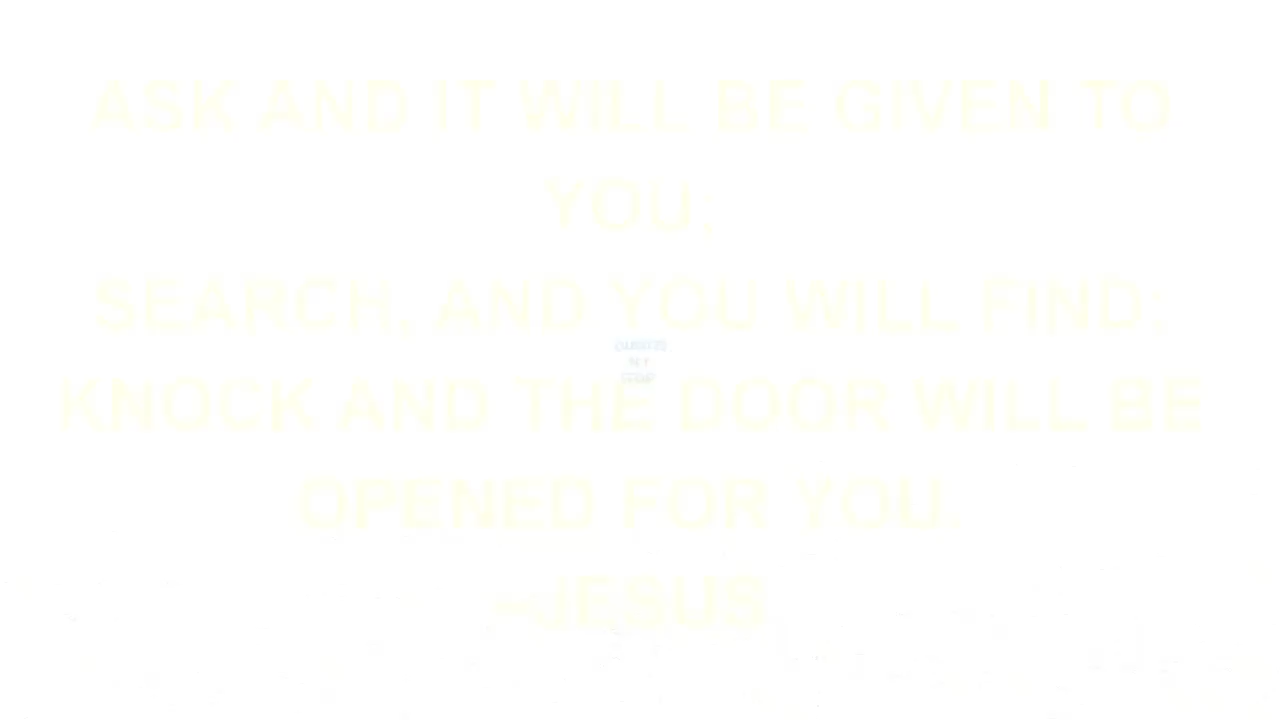 ASK AND IT WILL BE GIVEN TO
YOU;
SEARCH, AND YOU WILL FIND;
KNOCK AND THE DOOR WILL BE
OPENED FOR YOU.
–JESUS